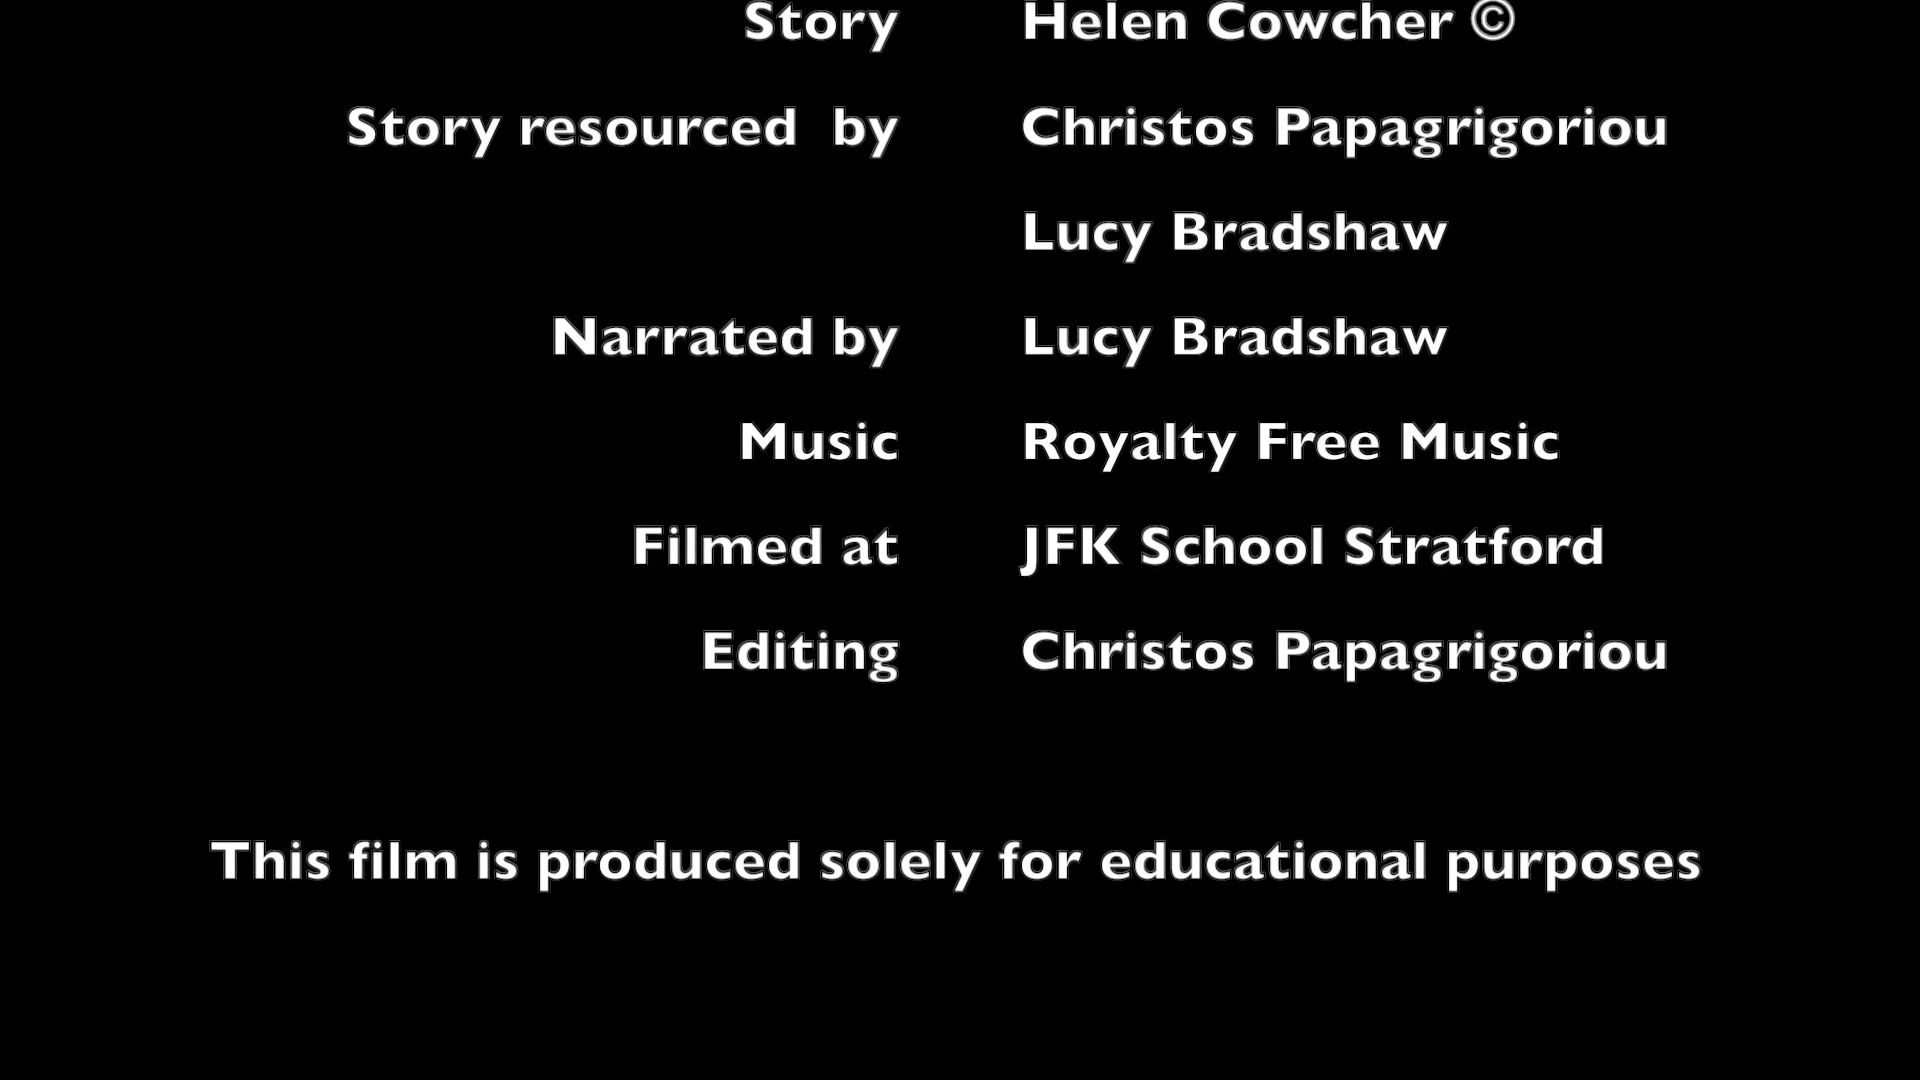 Story Helen Cowcher ©
Story resourced  by Christos Papagrigoriou
Lucy Bradshaw
Narrated by Lucy Bradshaw
Music Royalty Free Music
Filmed at JFK School Stratford
Editing Christos Papagrigoriou
This film is produced solely for educational purposes